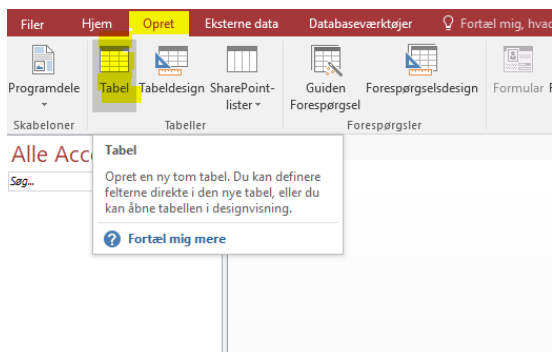 Filer Hjem Opret Eksterne data Databaseværktøjer Fortæl mig, hvad
Programdele Tabel Tabeldesign SharePoint-lister Guiden Forespørgsel Forespørgselsdesign Formular
Skabeloner Tabeller Forespørgsler
Alle Acc
Søg...
Tabel
Opret en ny tom tabel. Du kan definere
felterne direkte i den nye tabel, eller du
kan åbne tabellen i designvisning.
Fortæl mig mere